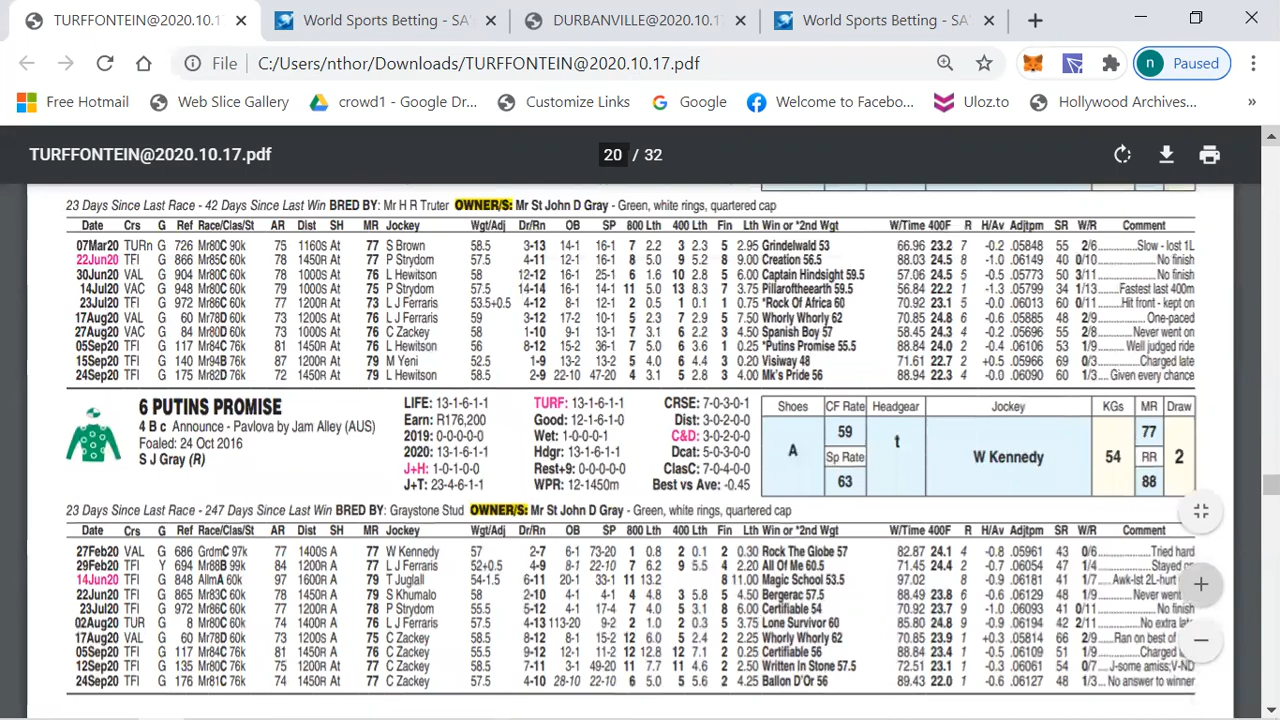 TURFFONTEIN@2020.10.1 World Sports Betting - SA DURBANVILLE@2020.10.1 World Sports Betting - SA
File C:/Users/nthor/Downloads/TURFFONTEIN@2020.10.17.pdf n Paused
Free Hotmail Web Slice Gallery crowd1 - Google Dr... Customize Links Google Welcome to Facec... Uloz.to Hollywood Archives... »
TURFFONTEIN@2020.10.17.pdf 20 / 32
23 Days Since Last Race - 42 Days Since Last Win BRED BY: Mr H R Truter OWNER/S: Mr St John D Gray - Green, white rings, quartered cap
Date Crs Ref Race/Clas/St AR Dist SH MR Jockey Wgt/Adj Dr/Rn OB SP 800 Lth 400 Lth Fin Lth Win or *2nd Wgt W/Time 400F R H/Av Adjtpm SR W/R Comment
07Mar20 TURn G 726 Mr80C 90k 75 1160S At 77 S Brown 58.5 3-13 14-1 16-1 7 2.2 3 2.3 5 2.95 Grindelwald 53 66.96 23.2 7 -0.2 .05848 55 2/6 Slow - lost 1L
22Jun20 TFI G 866 Mr85C 60k 78 1450R At 77 P Strydom 57.5 4-11 12-1 16-1 8 5.0 9 5.2 8 9.00 Creation 56.5 88.03 24.5 8 -1.0 .06149 40 0/10 No finish
30Jun20 VAL G 904 Mr80C 60k 78 1000S At 76 L Hewitson 58 12-12 16-1 25-1 6 1.6 10 2.8 5 4.60 Captain Hindsight 59.5 57.06 24.5 5 -0.5 .05773 50 3/11 No finish
14Jul20 VAC G 948 Mr80C 60k 79 1000S At 75 P Strydom 57.5 14-14 16-1 14-1 11 5.0 13 8.3 7 3.75 Pillaroftheearth 59.5 56.84 22.2 1 -1.3 .05799 34 1/13 Fastest last 400m
23Jul20 TFI G 972 Mr86C 60k 77 1200R At 73 L J Ferraris 53.5+0.5 4-12 8-1 12-1 2 0.5 1 0.1 1 0.75 *Rock Of Africa 60 70.92 23.1 5 -0.0 .06013 60 0/11 Hit front - kept on
17Aug20 VAL G 60 Mr78D 60k 73 1200S At 76 L J Ferraris 59 3-12 17-2 10-1 5 2.3 7 2.9 5 7.50 Whorly Whorly 62 70.85 24.8 6 -0.6 .05885 48 2/9 One-paced
27Aug20 VAC G 84 Mr80D 60k 73 1000S At 76 C Zackey 58 1-10 9-1 13-1 7 3.1 6 2.2 3 4.50 Spanish Boy 57 58.45 24.3 4 -0.2 .05696 55 2/8 Never went on
05Sep20 TFI G 117 Mr84C 76k 81 1450R At 76 L Hewitson 56 8-12 15-2 36-1 7 5.0 6 3.6 1 0.25 *Putins Promise 55.5 88.84 24.0 2 -0.4 .06106 53 1/9 Well judged ride
15Sep20 TFI G 140 Mr94B 76k 87 1200R At 79 M Yeni 52.5 1-9 13-2 13-2 5 4.0 6 4.4 3 0.20 Visiway 48 71.61 22.7 2 +0.5 .05966 69 0/3 Charged late
24Sep20 TFI G 175 Mr82D 76k 72 1450R At 79 L Hewitson 58.5 2-9 22-10 47-20 4 3.1 5 2.8 3 4.00 Mk's Pride 56 88.94 22.3 4 -0.0 .06090 60 1/3 Given every chance
6 PUTINS PROMISE
4 B c Announce - Pavlova by Jam Alley (AUS)
Foaled: 24 Oct 2016
S J Gray (R)
LIFE: 13-1-6-1-1 TURF: 13-1-6-1-1 CRSE: 7-0-3-0-1
Earn: R176,200 Good: 12-1-6-1-0 Dist: 3-0-2-0-0
2019: 0-0-0-0-0 Wet: 1-0-0-0-1 C&D: 3-0-2-0-0
2020: 13-1-6-1-1 Hdgr: 13-1-6-1-1 Dcat: 5-0-3-0-0
J+H: 1-0-1-0-0 Rest+9: 0-0-0-0-0 ClasC: 7-0-4-0-0
J+T: 23-4-6-1-1 WPR: 12-1450m Best vs Ave: -0.45
Shoes CF Rate Headgear Jockey KGs MR Draw
A 59 t W Kennedy 54 77 2
Sp Rate RR
63 88
23 Days Since Last Race - 247 Days Since Last Win BRED BY: Graystone Stud OWNER/S: Mr St John D Gray - Green, white rings, quartered cap
Date Crs Ref Race/Clas/St AR Dist SH MR Jockey Wgt/Adj Dr/Rn OB SP 800 Lth 400 Lth Fin Lth Win or *2nd Wgt W/Time 400F R H/Av Adjtpm SR W/R Comment
27Feb20 VAL G 686 GrdmC 97k 77 1400S A 77 W Kennedy 57 2-7 6-1 73-20 1 0.8 2 0.1 2 0.30 Rock The Globe 57 82.87 24.1 4 -0.8 .05961 43 0/6 Tried hard
29Feb20 TFI Y 694 Mr88B 99k 84 1200R A 77 L J Ferraris 52+0.5 4-9 8-1 22-10 7 6.2 9 5.5 4 2.20 All Of Me 60.5 71.45 24.4 2 -0.7 .06054 47 1/4 Stayed o
14Jun20 TFI G 848 AllmA 60k 97 1600R A 79 T Juglall 54-1.5 6-11 20-1 33-1 11 13.2 8 11.00 Magic School 53.5 97.02 8 -0.9 .06181 41 1/7 Awk-lst 2L-hurt
22Jun20 TFI G 865 Mr83C 60k 79 1450R A 79 S Khumalo 58 2-10 4-1 4-1 4 4.8 3 5.8 5 4.50 Bergerac 57.5 88.49 23.8 6 -0.6 .06129 48 1/9 Never went
23Jul20 TFI G 972 Mr86C 60k 77 1200R A 78 P Strydom 55.5 5-12 4-1 17-4 7 4.0 5 3.1 8 6.00 Certifiable 54 70.92 23.7 9 -1.0 .06093 42 0/11 No finish
02Aug20 TUR G 8 Mr80C 60k 74 1400R A 76 L J Ferraris 57.5 4-13 113-20 9-2 2 1.0 2 0.3 5 3.75 Lone Survivor 60 85.80 24.8 9 -0.9 .06194 42 2/11 No extra la
17Aug20 VAL G 60 Mr78D 60k 73 1200S A 75 C Zackey 58.5 8-12 8-1 15-2 12 6.0 5 2.4 2 2.25 Whorly Whorly 62 70.85 23.9 1 +0.3 .05814 66 2/9 Ran on best of
05Sep20 TFI G 117 Mr84C 76k 81 1450R A 76 C Zackey 55.5 9-12 12-1 8-1 12 12.8 12 7.1 2 0.25 Certifiable 56 88.84 23.4 1 -0.5 .06109 51 1/9 Charged
12Sep20 TFI G 135 Mr80C 76k 75 1200R A 77 C Zackey 58.5 7-11 3-1 49-20 11 7.7 11 4.6 2 2.50 Written In Stone 57.5 72.51 23.1 1 -0.3 .06061 54 0/7 J-some amiss;V-ND
24Sep20 TFI G 176 Mr81C 76k 74 1450R A 77 C Zackey 57.5 4-10 28-10 22-10 6 5.0 5 5.6 2 4.25 Ballon D'Or 56 89.43 22.0 1 -0.6 .06127 48 1/3 No answer to winner